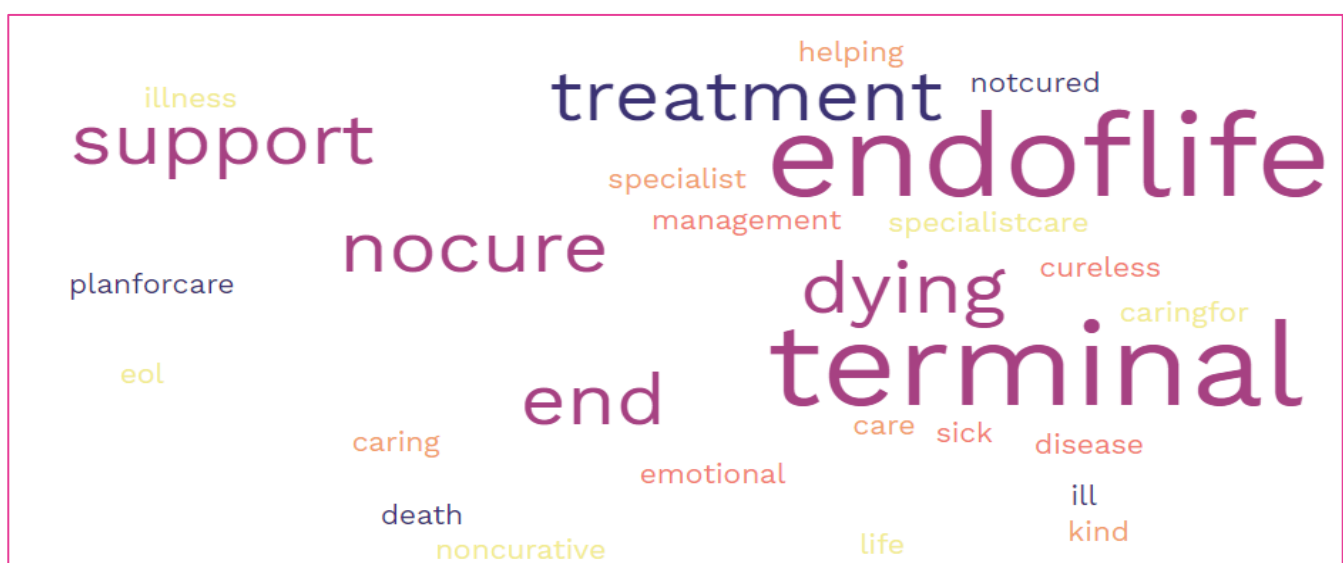 helping
illness
treatment
notcured
support
endoflife
specialist
management
specialistcare
nocure
planforcare
dying
cureless
caringfor
terminal
eol
end
care
sick
disease
caring
emotional
ill
death
kind
noncurative
life